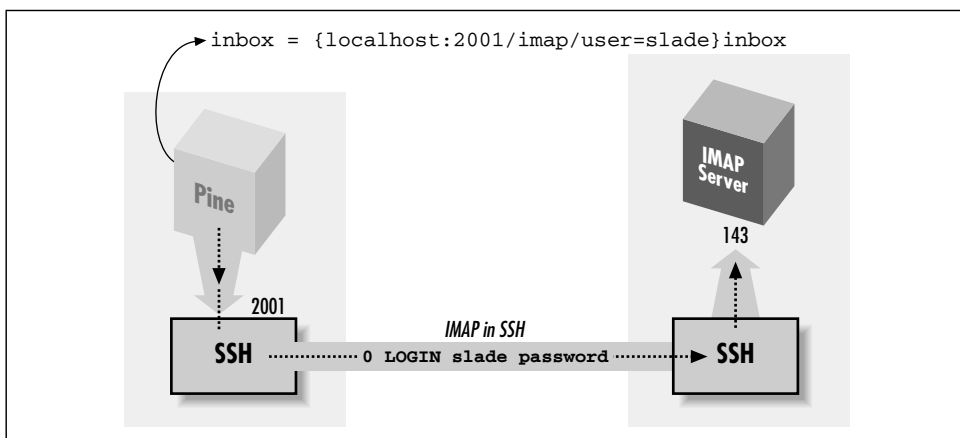 inbox = {localhost:2001/imap/user=slade}inbox
Pine
IMAP
Server
143
2001
IMAP in SSH
SSH
0 LOGIN slade password
SSH